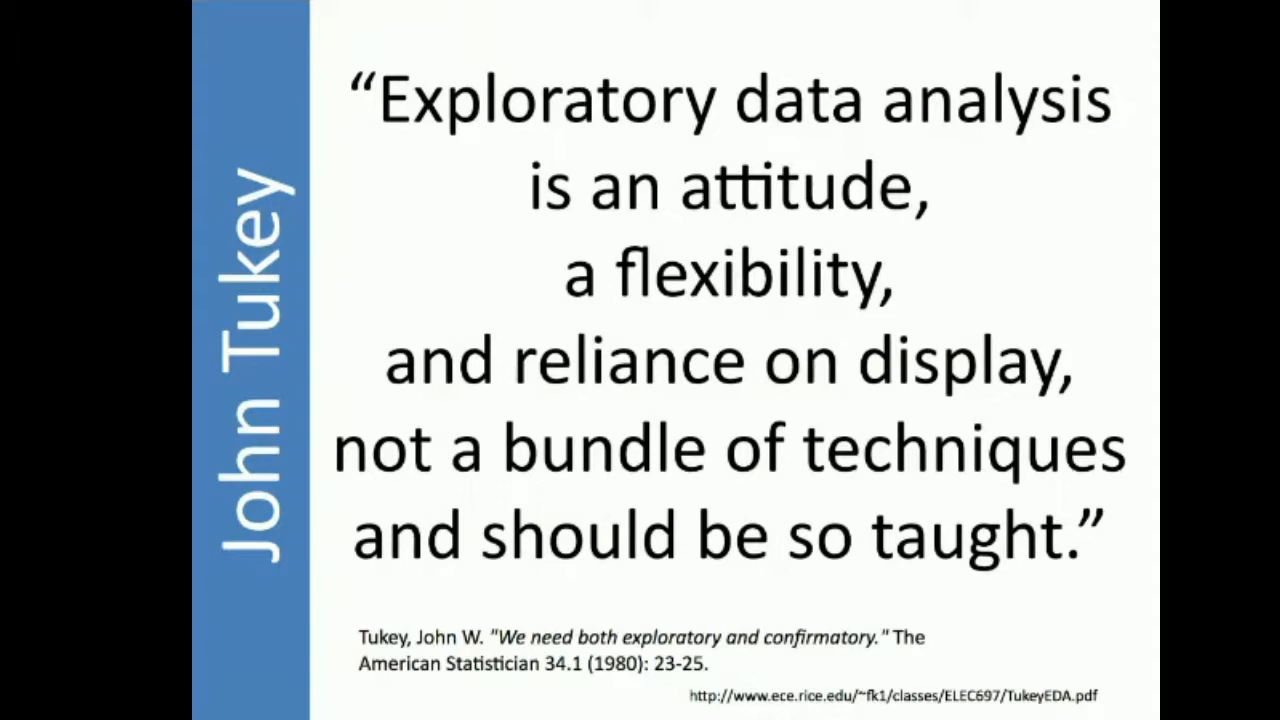 John Tukey
“Exploratory data analysis
is an attitude,
a flexibility,
and reliance on display,
not a bundle of techniques
and should be so taught.”
Tukey, John W. "We need both exploratory and confirmatory." The
American Statistician 34.1 (1980): 23-25.
http://www.ece.rice.edu/~fk1/classes/ELEC697/TukeyEDA.pdf